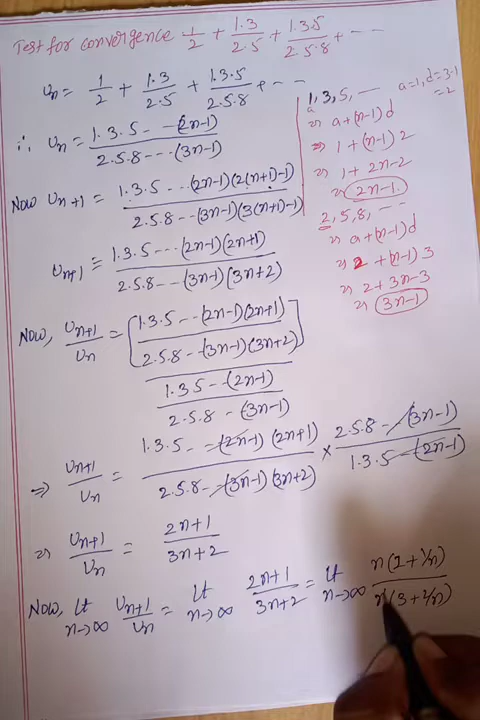 Test for convergence 1/2 + 1.3/2.5 + 1.3.5/2.5.8 + - - -
Un = 1/2 + 1.3/2.5 + 1.3.5/2.5.8 + - - -
∴ Un = 1.3.5 - - - (2n-1) / 2.5.8 - - - (3n-1)
Now Un+1 = 1.3.5 - - - (2n-1)(2(n+1)-1) / 2.5.8 - - - (3n-1)(3(n+1)-1)
Un+1 = 1.3.5 - - - (2n-1)(2n+1) / 2.5.8 - - - (3n-1)(3n+2)
Now, Un+1/Un = [1.3.5 - - - (2n-1)(2n+1) / 2.5.8 - - (3n-1)(3n+2)] / 1.3.5 - - (2n-1) / 2.5.8 - - (3n-1)
⇒ Un+1/Un = 1.3.5 - - - (2n-1)(2n+1) / 2.5.8 - - (3n-1)(3n+2) × 2.5.8 - - (3n-1) / 1.3.5 - - (2n-1)
⇒ Un+1/Un = 2n+1 / 3n+2
Now, Lt n→∞ Un+1/Un = Lt n→∞ 2n+1 / 3n+2 = Lt n→∞ n(2+1/n) / n(3+2/n)
1, 3, 5, - - -
a
a=1, d=3-1
=2
⇒ a+(n-1)d
⇒ 1+(n-1)2
⇒ 1+2n-2
⇒ 2n-1.
2, 5, 8, - - -
⇒ a+(n-1)d
⇒ 2+(n-1)3
⇒ 2+3n-3
⇒ 3n-1